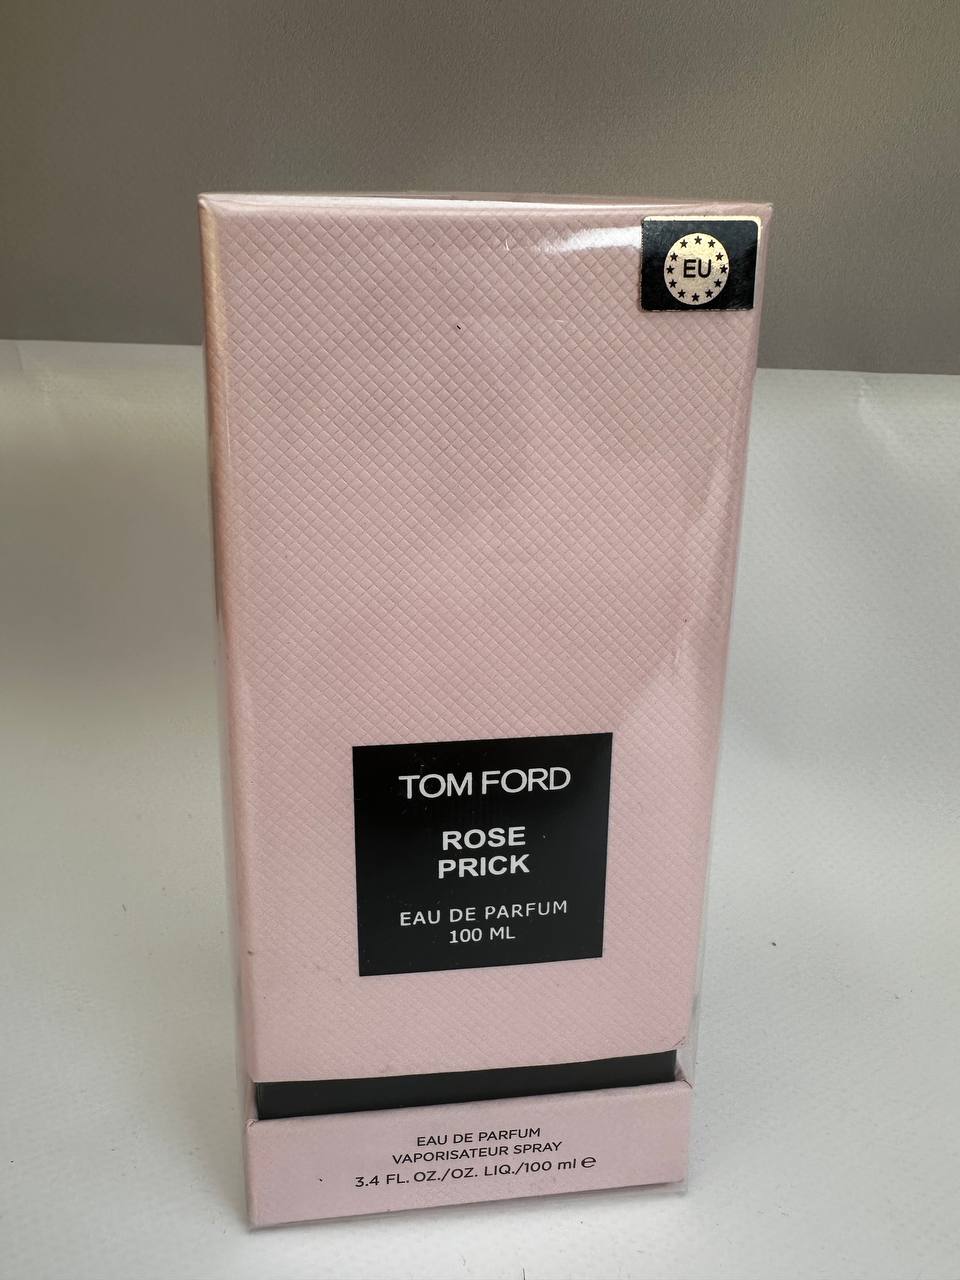 EU
TOM FORD
ROSE
PRICK
EAU DE PARFUM
100 ML
EAU DE PARFUM
VAPORISATEUR SPRAY
3.4 FL. OZ./OZ. LIQ./100 ml ℮